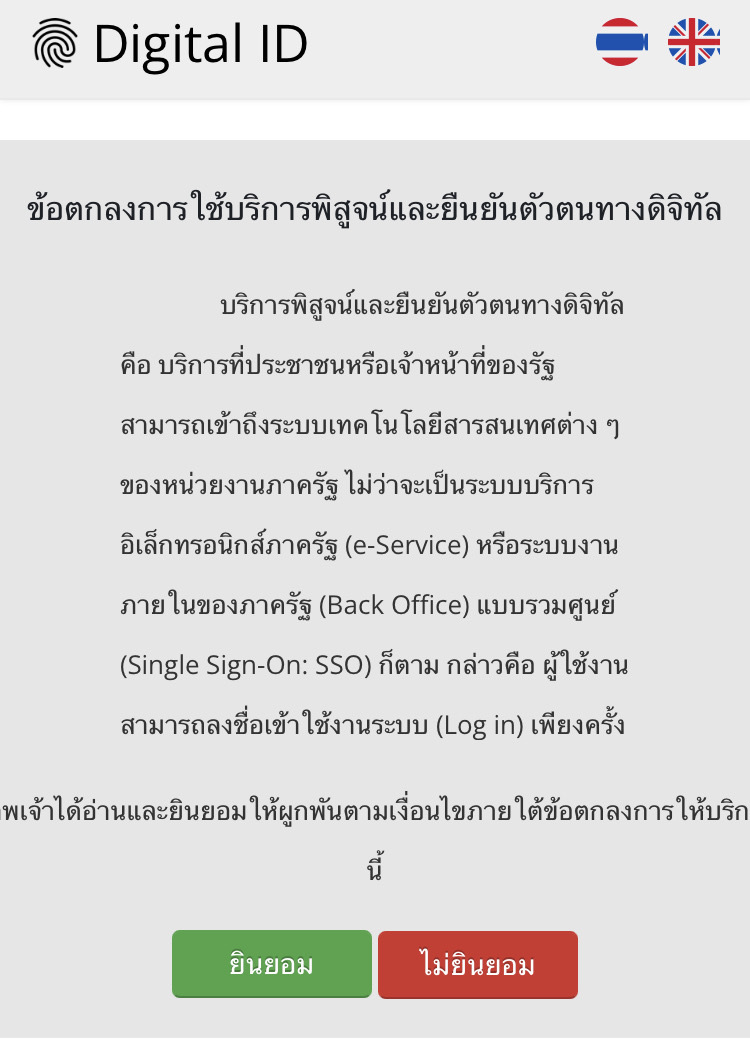 Digital ID
ข้อตกลงการใช้บริการพิสูจน์และยืนยันตัวตนทางดิจิทัล
บริการพิสูจน์และยืนยันตัวตนทางดิจิทัล
คือ บริการที่ประชาชนหรือเจ้าหน้าที่ของรัฐ
สามารถเข้าถึงระบบเทคโนโลยีสารสนเทศต่าง ๆ
ของหน่วยงานภาครัฐ ไม่ว่าจะเป็นระบบบริการ
อิเล็กทรอนิกส์ภาครัฐ (e-Service) หรือระบบงาน
ภายในของภาครัฐ (Back Office) แบบรวมศูนย์
(Single Sign-On: SSO) ก็ตาม กล่าวคือ ผู้ใช้งาน
สามารถลงชื่อเข้าใช้งานระบบ (Log in) เพียงครั้ง
พเจ้าได้อ่านและยินยอมให้ผูกพันตามเงื่อนไขภายใต้ข้อตกลงการให้บริก
นี้
ยินยอม ไม่ยินยอม